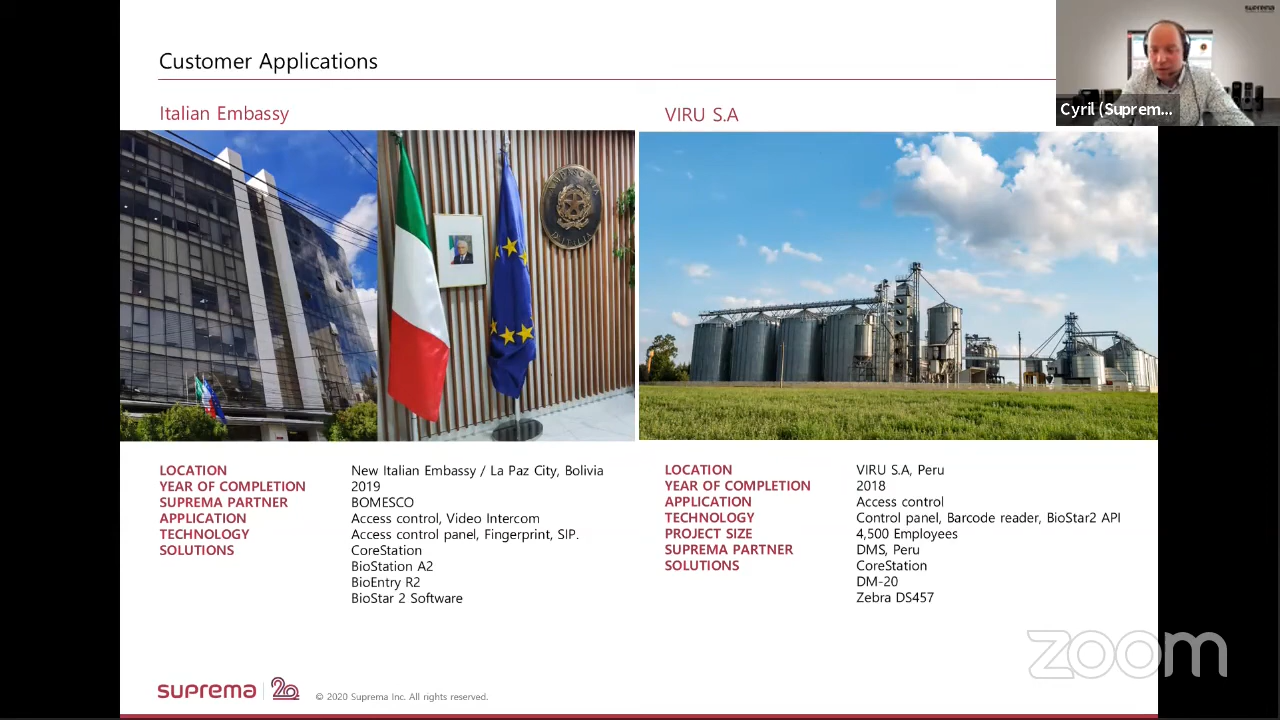 Customer Applications
suprema
Cyril (Suprem...
Italian Embassy
VIRU S.A
LOCATION New Italian Embassy / La Paz City, Bolivia
YEAR OF COMPLETION 2019
SUPREMA PARTNER BOMESCO
APPLICATION Access control, Video Intercom
TECHNOLOGY Access control panel, Fingerprint, SIP.
SOLUTIONS CoreStation
BioStation A2
BioEntry R2
BioStar 2 Software
LOCATION VIRU S.A, Peru
YEAR OF COMPLETION 2018
APPLICATION Access control
TECHNOLOGY Control panel, Barcode reader, BioStar2 API
PROJECT SIZE 4,500 Employees
SUPREMA PARTNER DMS, Peru
SOLUTIONS CoreStation
DM-20
Zebra DS457
zoom
suprema 20 © 2020 Suprema Inc. All rights reserved.